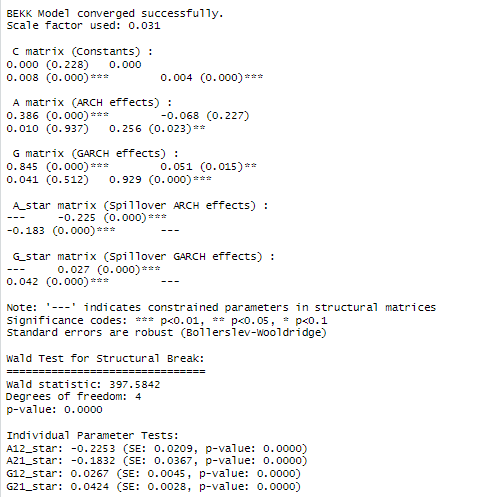 BEKK Model converged successfully.
Scale factor used: 0.031
C matrix (Constants) :
0.000 (0.228) 0.000
0.008 (0.000)*** 0.004 (0.000)***
A matrix (ARCH effects) :
0.386 (0.000)*** -0.068 (0.227)
0.010 (0.937) 0.256 (0.023)**
G matrix (GARCH effects) :
0.845 (0.000)*** 0.051 (0.015)**
0.041 (0.512) 0.929 (0.000)***
A_star matrix (Spillover ARCH effects) :
--- -0.225 (0.000)***
-0.183 (0.000)*** ---
G_star matrix (Spillover GARCH effects) :
--- 0.027 (0.000)***
0.042 (0.000)*** ---
Note: '---' indicates constrained parameters in structural matrices
Significance codes: *** p<0.01, ** p<0.05, * p<0.1
Standard errors are robust (Bollerslev-Wooldridge)
Wald Test for Structural Break:
==============================
Wald statistic: 397.5842
Degrees of freedom: 4
p-value: 0.0000
Individual Parameter Tests:
A12_star: -0.2253 (SE: 0.0209, p-value: 0.0000)
A21_star: -0.1832 (SE: 0.0367, p-value: 0.0000)
G12_star: 0.0267 (SE: 0.0045, p-value: 0.0000)
G21_star: 0.0424 (SE: 0.0028, p-value: 0.0000)